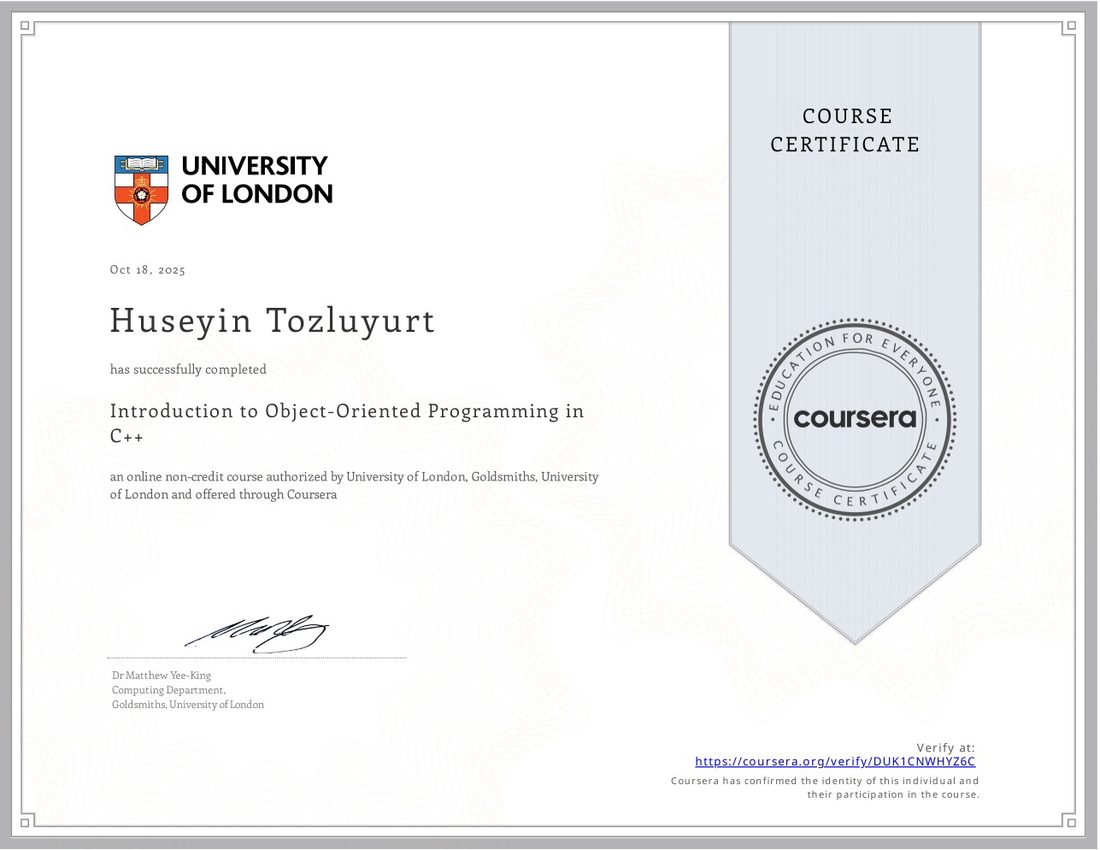 COURSE
CERTIFICATE
UNIVERSITY
OF LONDON
Oct 18, 2025
Huseyin Tozluyurt
has successfully completed
Introduction to Object-Oriented Programming in
C++
an online non-credit course authorized by University of London, Goldsmiths, University
of London and offered through Coursera
EDUCATION FOR EVERYONE
coursera
COURSE CERTIFICATE
Dr Matthew Yee-King
Computing Department,
Goldsmiths, University of London
Verify at:
https://coursera.org/verify/DUK1CNWHYZ6C
Coursera has confirmed the identity of this individual and
their participation in the course.